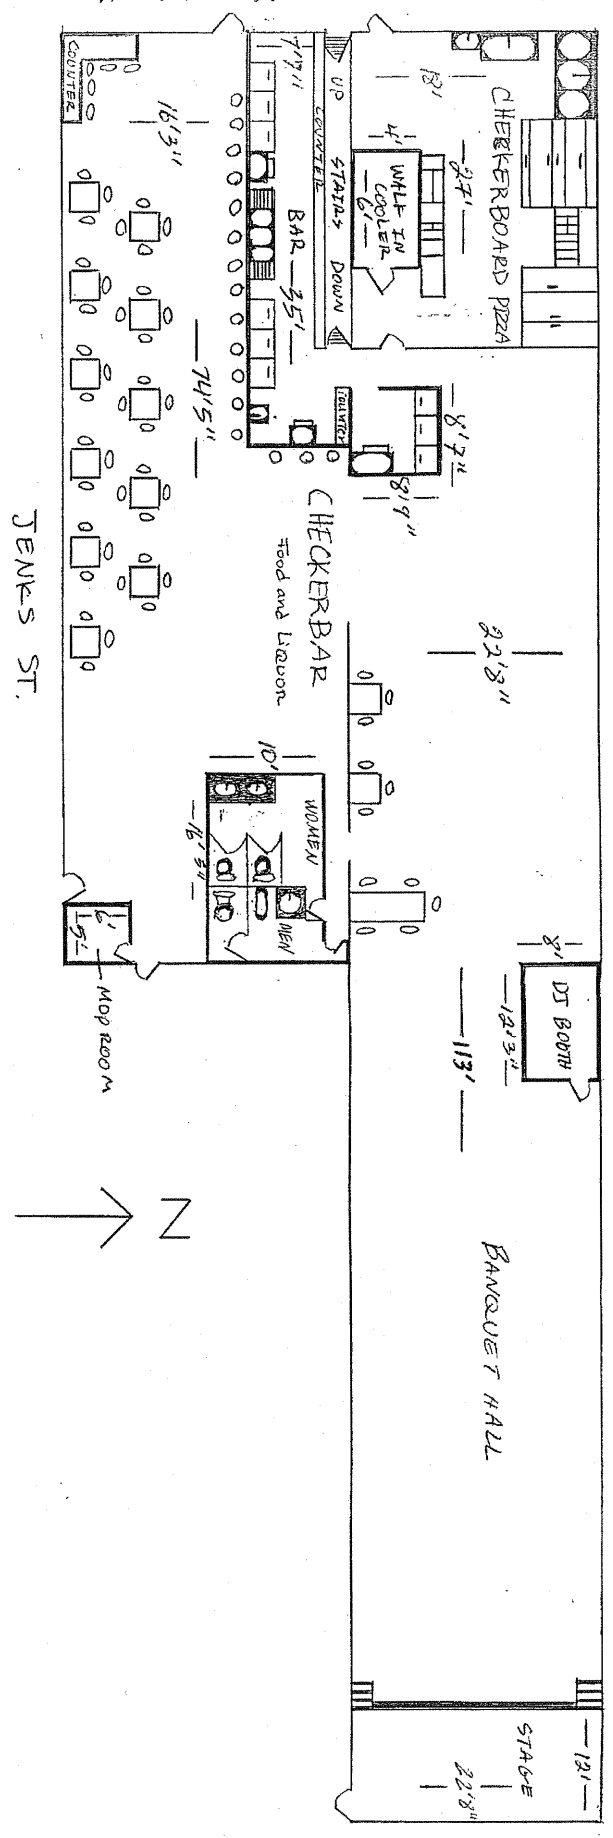 COUNTER
16'3"
7'7"
UP
STAIRS DOWN
COUNTER
BAR
35'
18'
4'
WALK IN
COOLER
6'
27'
CHECKERBOARD PIZZA
74'5"
COUNTER
8'7"
8'9"
CHECKERBAR
Food and Liquor
JENKS ST.
22'8"
10'
WOMEN
16'3"
MEN
6'
5'
MOP ROOM
8'
DJ BOOTH
12'3"
113'
N
BANQUET HALL
STAGE
12'
22'8"